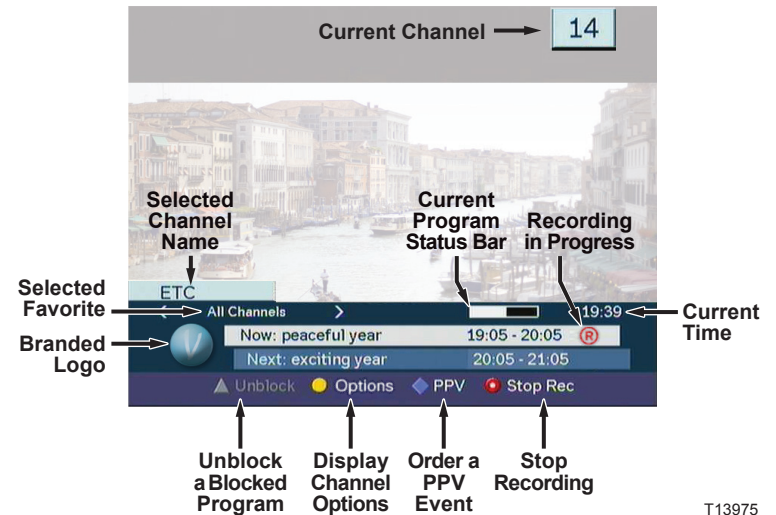 Current Channel
14
Selected
Channel
Name
Current
Program
Status Bar
Recording
in Progress
ETC
Selected
Favorite
< All Channels >
19:39
Current
Time
Branded
Logo
V
Now: peaceful year 19:05 - 20:05 R
Next: exciting year 20:05 - 21:05
Unblock Options PPV Stop Rec
Unblock
a Blocked
Program
Display
Channel
Options
Order a
PPV
Event
Stop
Recording
T13975